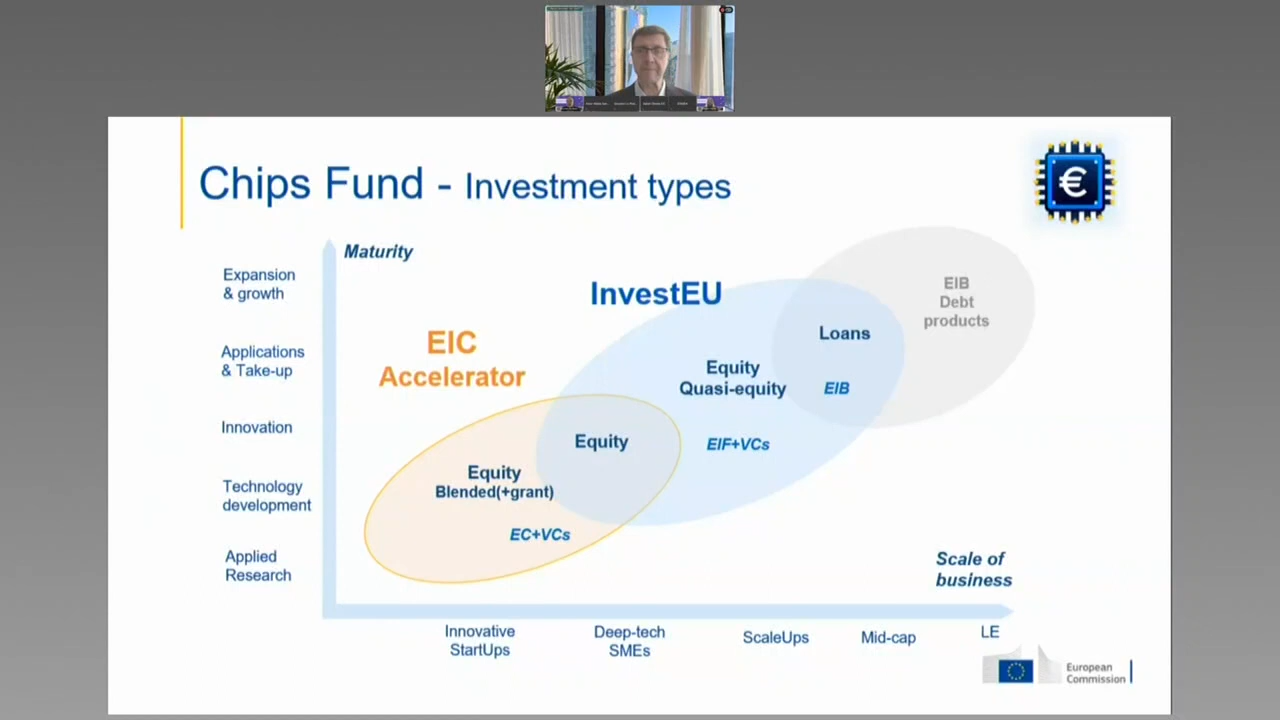 Chips Fund - Investment types
€
Maturity
Expansion
& growth
Applications
& Take-up
Innovation
Technology
development
Applied
Research
InvestEU
EIC
Accelerator
EIB
Debt
products
Loans
EIB
Equity
Quasi-equity
EIF+VCs
Equity
Equity
Blended(+grant)
EC+VCs
Scale of
business
Innovative
StartUps
Deep-tech
SMEs
ScaleUps
Mid-cap
LE
European
Commission